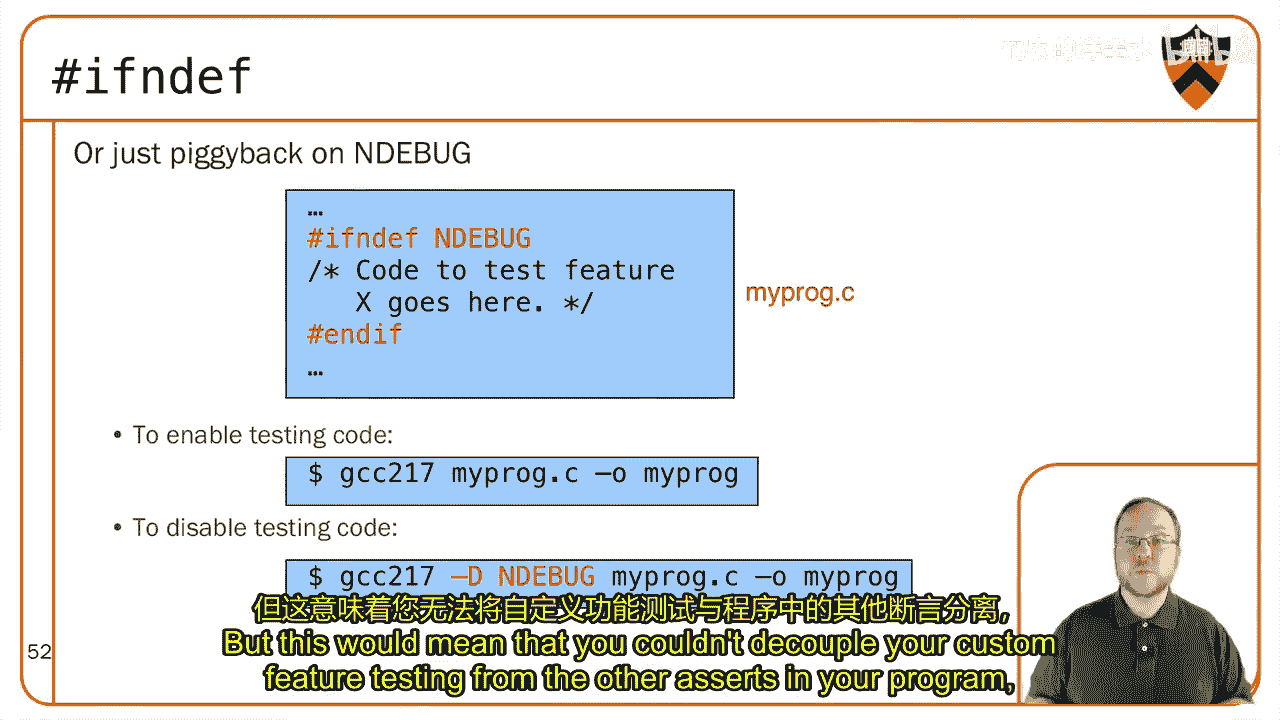 #ifndef
Or just piggyback on NDEBUG
…
#ifndef NDEBUG
/* Code to test feature
X goes here. */
#endif
…
myprog.c
• To enable testing code:
$ gcc217 myprog.c –o myprog
• To disable testing code:
$ gcc217 –D NDEBUG myprog.c –o myprog
但这意味着您无法将自定义功能测试与程序中的其他断言分离，
But this would mean that you couldn't decouple your custom
feature testing from the other asserts in your program,
52